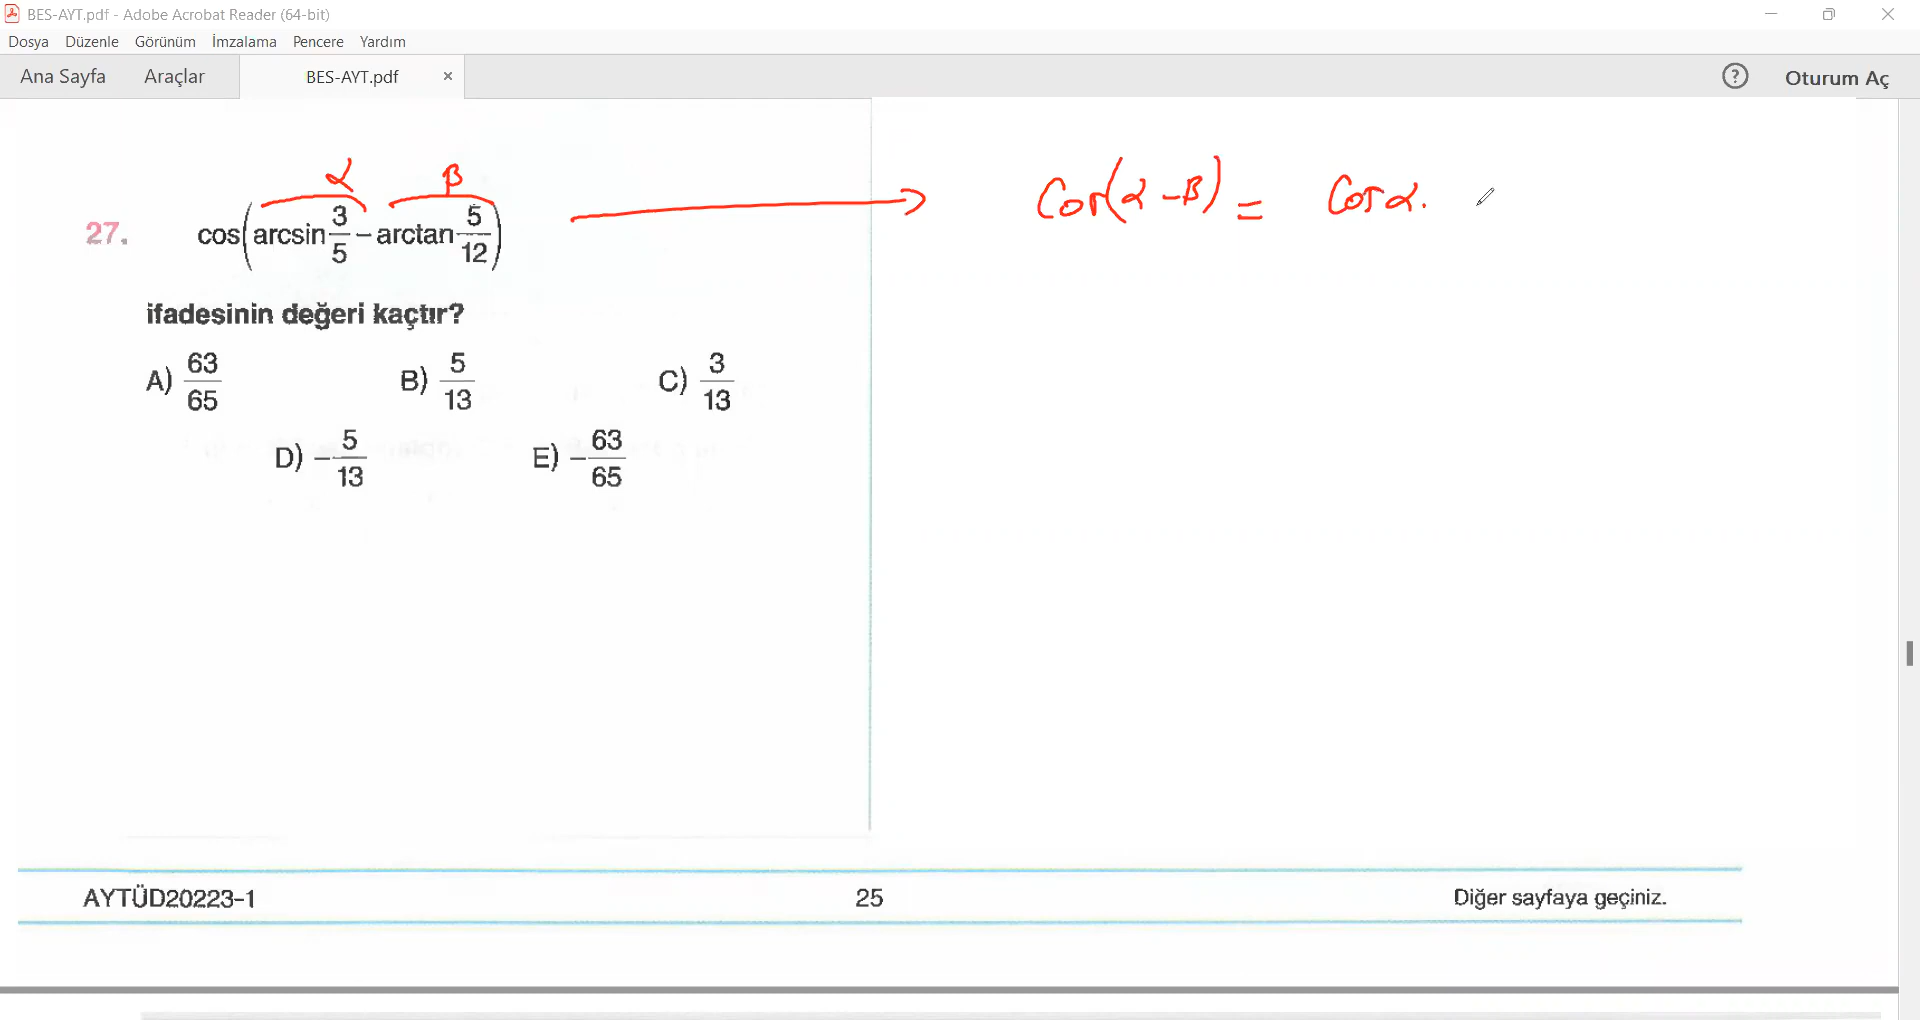 BES-AYT.pdf - Adobe Acrobat Reader (64-bit)
Dosya Düzenle Görünüm İmzalama Pencere Yardım
Ana Sayfa Araçlar BES-AYT.pdf × ? Oturum Aç
α β
27. cos(arcsin 3/5 − arctan 5/12)
Cos(α − β) = Cosα.
ifadesinin değeri kaçtır?
A) 63/65 B) 5/13 C) 3/13
D) −5/13 E) −63/65
AYTÜD20223–1 25 Diğer sayfaya geçiniz.